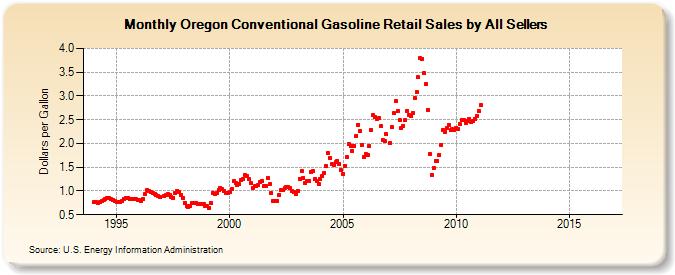 Monthly Oregon Conventional Gasoline Retail Sales by All Sellers
Dollars per Gallon
4.0
3.5
3.0
2.5
2.0
1.5
1.0
0.5
1995 2000 2005 2010 2015
Source: U.S. Energy Information Administration